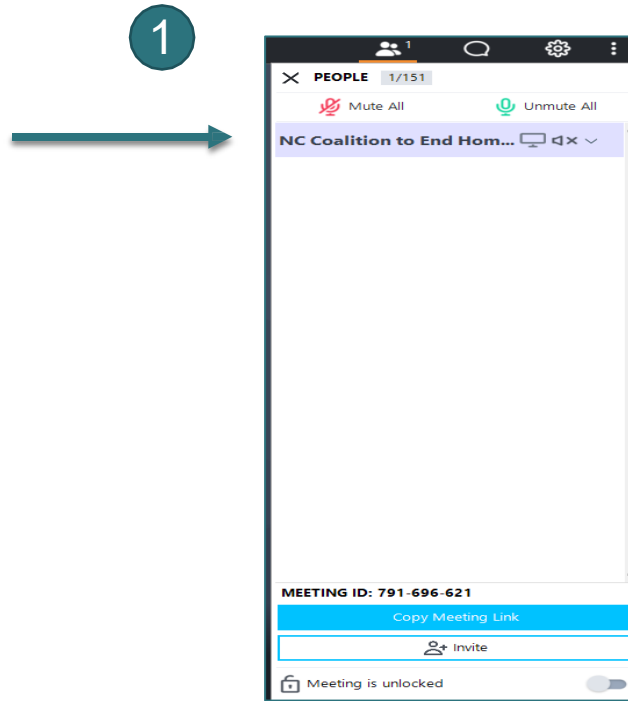 1
1
PEOPLE 1/151
Mute All Unmute All
NC Coalition to End Hom...
MEETING ID: 791-696-621
Copy Meeting Link
Invite
Meeting is unlocked